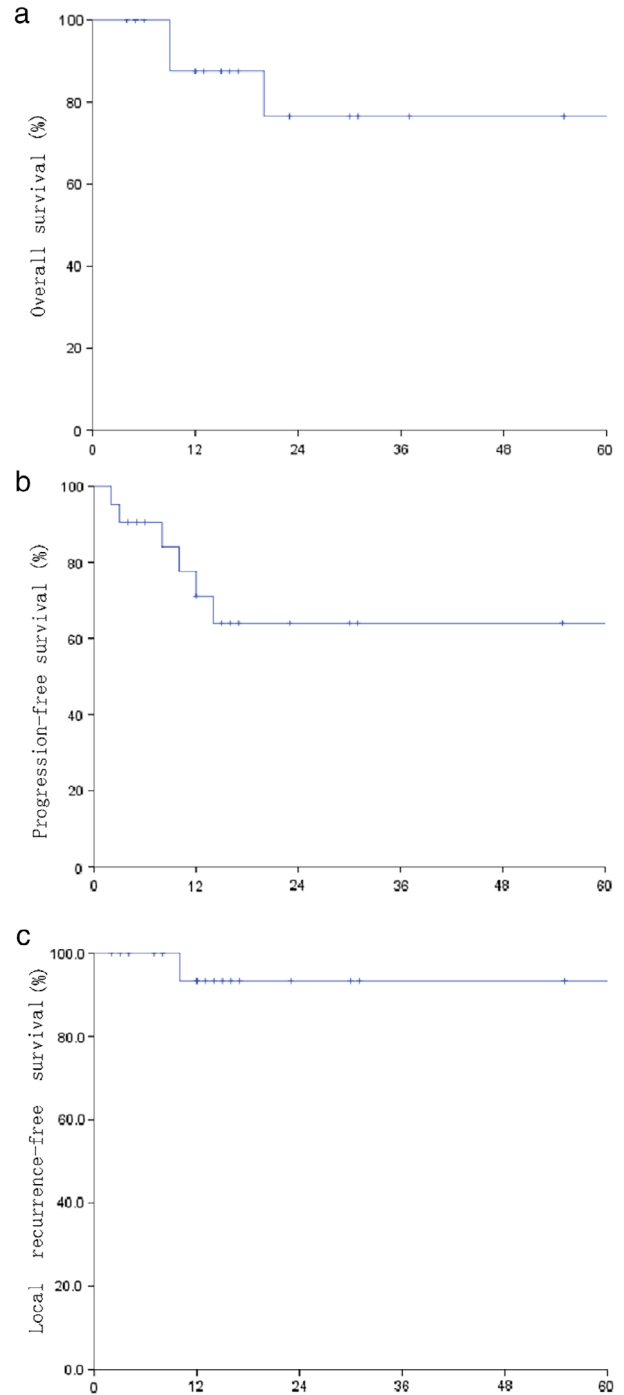 a
Overall survival (%)
100
80
60
40
20
0
0 12 24 36 48 60
b
Progression-free survival (%)
100
80
60
40
20
0
0 12 24 36 48 60
c
Local recurrence-free survival (%)
100.0
80.0
60.0
40.0
20.0
0.0
0 12 24 36 48 60